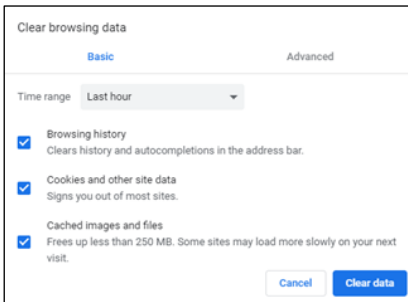 Clear browsing data
Basic Advanced
Time range Last hour
Browsing history
Clears history and autocompletions in the address bar.
Cookies and other site data
Signs you out of most sites.
Cached images and files
Frees up less than 250 MB. Some sites may load more slowly on your next
visit.
Cancel Clear data